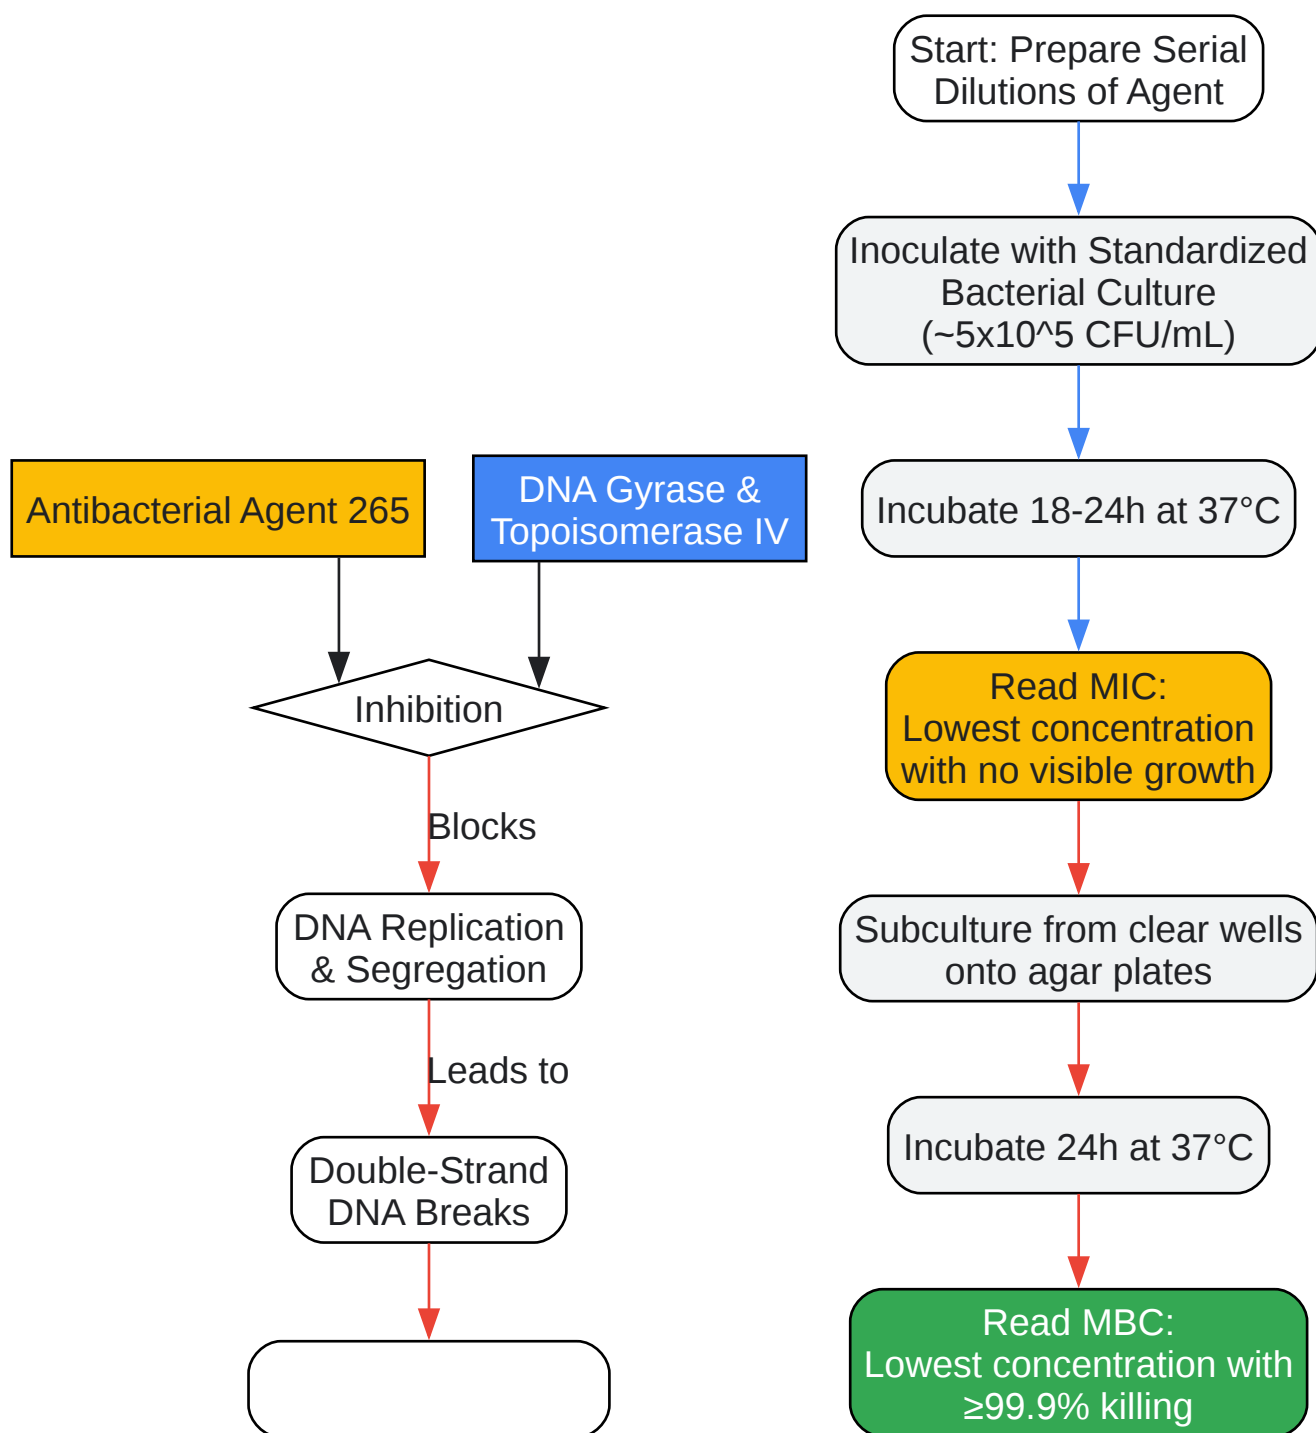 Antibacterial Agent 265
DNA Gyrase &
Topoisomerase IV
Inhibition
Blocks
DNA Replication
& Segregation
Leads to
Double-Strand
DNA Breaks
Start: Prepare Serial
Dilutions of Agent
Inoculate with Standardized
Bacterial Culture
(~5x10^5 CFU/mL)
Incubate 18-24h at 37°C
Read MIC:
Lowest concentration
with no visible growth
Subculture from clear wells
onto agar plates
Incubate 24h at 37°C
Read MBC:
Lowest concentration with
≥99.9% killing